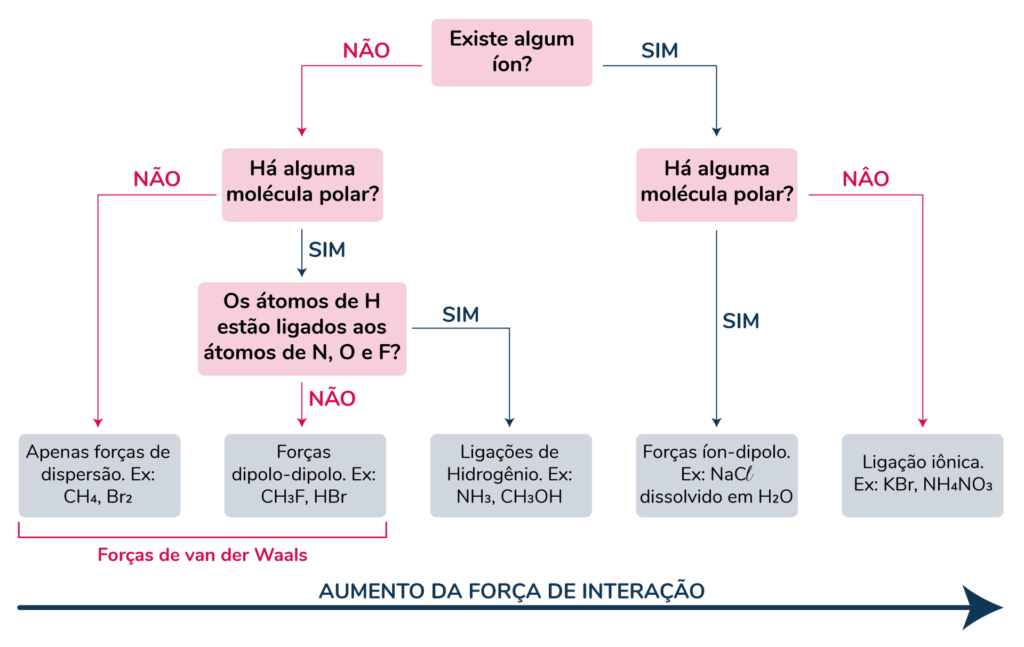 Existe algum
íon?
NÃO
SIM
Há alguma
molécula polar?
Há alguma
molécula polar?
NÃO
NÂO
SIM
Os átomos de H
estão ligados aos
átomos de N, O e F?
SIM
SIM
NÃO
Apenas forças de
dispersão. Ex:
CH₄, Br₂
Forças
dipolo-dipolo. Ex:
CH₃F, HBr
Ligações de
Hidrogênio. Ex:
NH₃, CH₃OH
Forças íon-dipolo.
Ex: NaCℓ
dissolvido em H₂O
Ligação iônica.
Ex: KBr, NH₄NO₃
Forças de van der Waals
AUMENTO DA FORÇA DE INTERAÇÃO